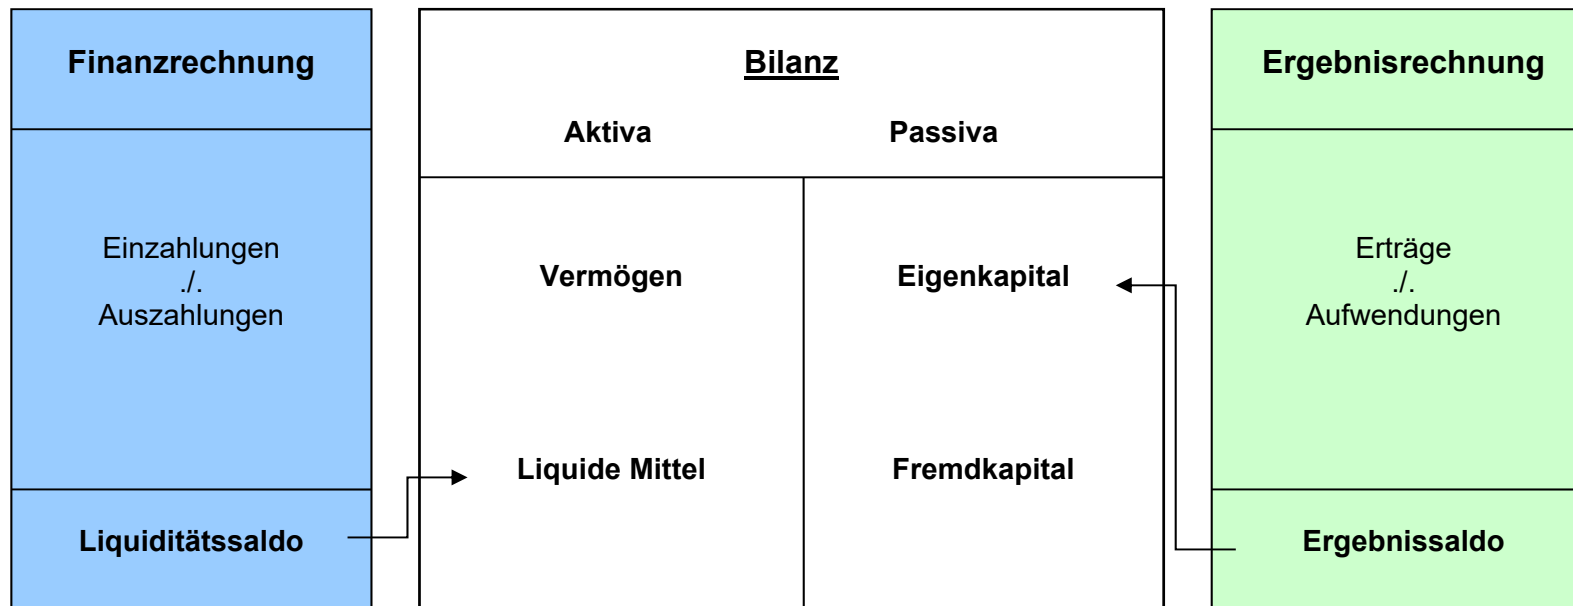 Finanzrechnung
Einzahlungen
./.
Auszahlungen
Liquiditätssaldo
Bilanz
Aktiva Passiva
Vermögen Eigenkapital
Liquide Mittel Fremdkapital
Ergebnisrechnung
Erträge
./.
Aufwendungen
Ergebnissaldo